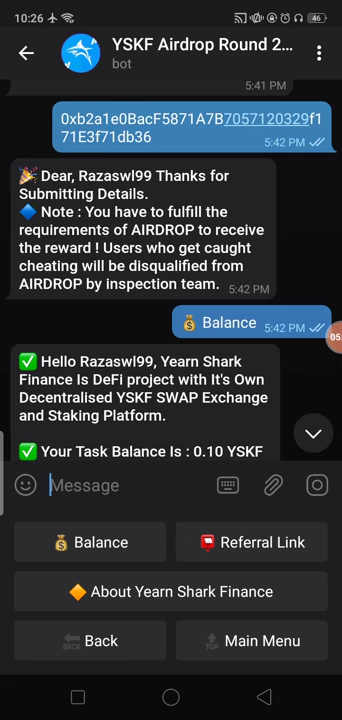 10:26
46
YSKF Airdrop Round 2...
bot
5:41 PM
0xb2a1e0BacF5871A7B7057120329f1
71E3f71db36
5:42 PM
🎉 Dear, Razaswl99 Thanks for
Submitting Details.
🔷 Note : You have to fulfill the
requirements of AIRDROP to receive
the reward ! Users who get caught
cheating will be disqualified from
AIRDROP by inspection team. 5:42 PM
💰 Balance 5:42 PM
05
✅ Hello Razaswl99, Yearn Shark
Finance Is DeFi project with It's Own
Decentralised YSKF SWAP Exchange
and Staking Platform.
✅ Your Task Balance Is : 0.10 YSKF
Message
💰 Balance
📮 Referral Link
🔶 About Yearn Shark Finance
🔙 Back
🔝 Main Menu